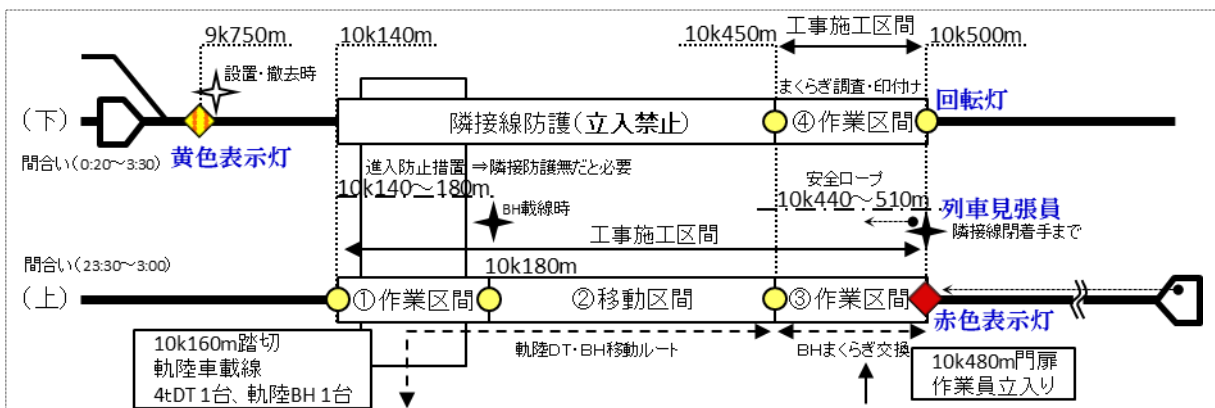 9k750m
10k140m
10k450m
工事施工区間
10k500m
設置・撤去時
まくらぎ調査・印付け
(下)
隣接線防護(立入禁止)
④作業区間
回転灯
間合い(0:20～3:30)
黄色表示灯
進入防止措置 ⇒隣接防護無だと必要
10k140～180m
安全ロープ
10k440～510m
BH載線時
列車見張員
隣接線閉着手まで
工事施工区間
間合い(23:30～3:00)
10k180m
(上)
①作業区間
②移動区間
③作業区間
赤色表示灯
10k160m踏切
軌陸車載線
4tDT 1台、軌陸BH 1台
軌陸DT・BH移動ルート
BHまくらぎ交換
10k480m門扉
作業員立入り